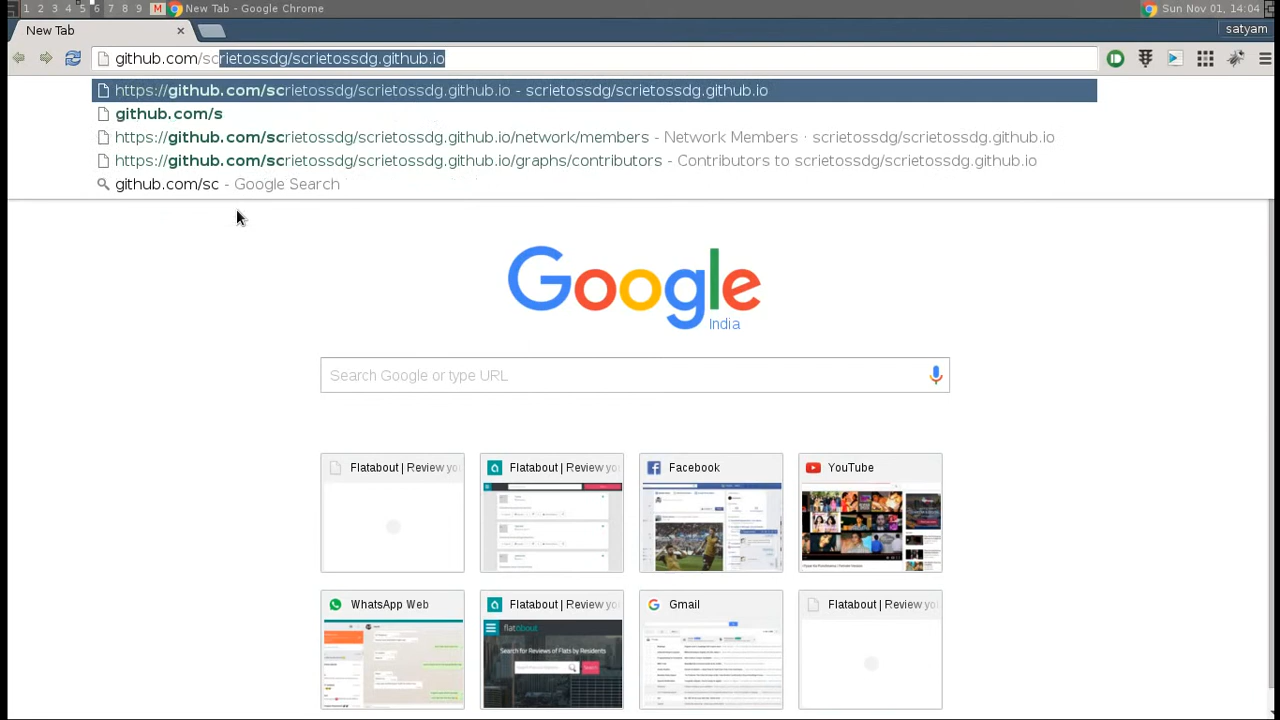 1 2 3 4 5 6 7 8 9 M New Tab - Google Chrome Sun Nov 01, 14:04
New Tab satyam
github.com/scrietossdg/scrietossdg.github.io
https://github.com/scrietossdg/scrietossdg.github.io - scrietossdg/scrietossdg.github.io
github.com/s
https://github.com/scrietossdg/scrietossdg.github.io/network/members - Network Members · scrietossdg/scrietossdg.github.io
https://github.com/scrietossdg/scrietossdg.github.io/graphs/contributors - Contributors to scrietossdg/scrietossdg.github.io
github.com/sc - Google Search
Google
India
Search Google or type URL
Flatabout | Review yo Flatabout | Review yo Facebook YouTube
WhatsApp Web Flatabout | Review yo Gmail Flatabout | Review yo
flatabout
Search for Reviews of Flats by Residents
Search